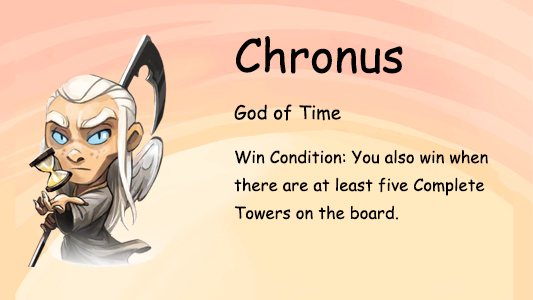 Chronus
God of Time
Win Condition: You also win when
there are at least five Complete
Towers on the board.